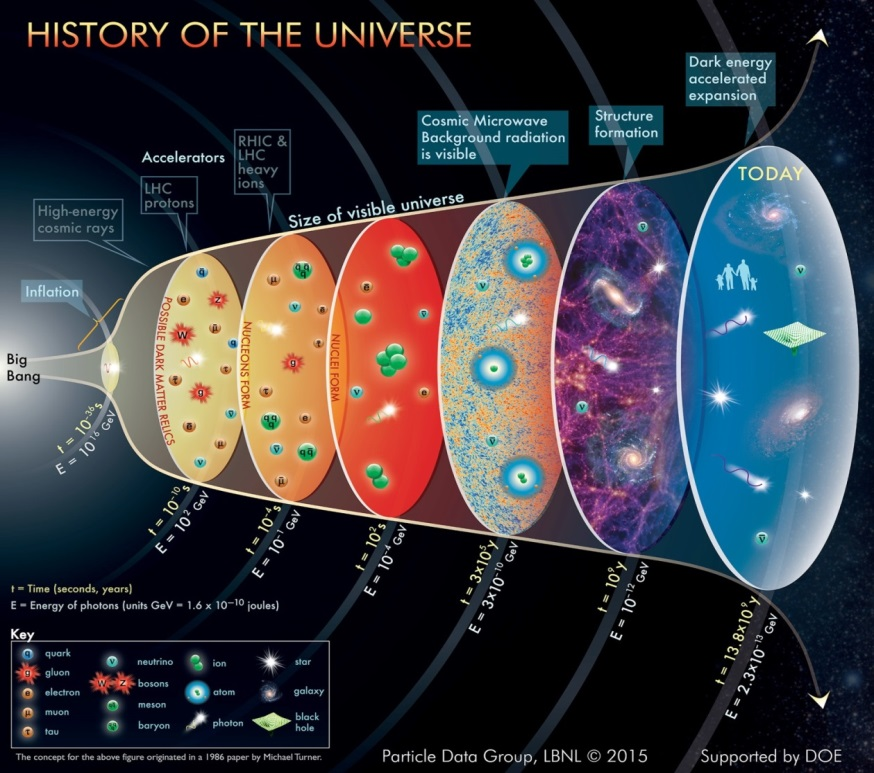 HISTORY OF THE UNIVERSE
Dark energy
accelerated
expansion
Cosmic Microwave
Background radiation
is visible
Structure
formation
Accelerators
RHIC &
LHC
heavy
ions
LHC
protons
High-energy
cosmic rays
Inflation
Size of visible universe
TODAY
Big
Bang
POSSIBLE DARK MATTER RELICS
NUCLEONS FORM
NUCLEI FORM
t = 10⁻³⁶s
E = 10¹⁶ GeV
t = 10⁻¹⁰s
E = 10² GeV
t = 10⁻⁴s
E = 10⁻¹ GeV
t = 10²s
E = 10⁻⁴ GeV
t = 3x10⁵y
E = 3x10⁻¹⁰ GeV
t = 10⁹y
E = 10⁻¹² GeV
t = 13.8x10⁹y
E = 2.3x10⁻¹³ GeV
t = Time (seconds, years)
E = Energy of photons (units GeV = 1.6 x 10⁻¹⁰ joules)
Key
q quark
g gluon
e electron
μ muon
τ tau
ν neutrino
W Z bosons
meson
baryon
ion
atom
photon
star
galaxy
black
hole
The concept for the above figure originated in a 1986 paper by Michael Turner.
Particle Data Group, LBNL © 2015
Supported by DOE